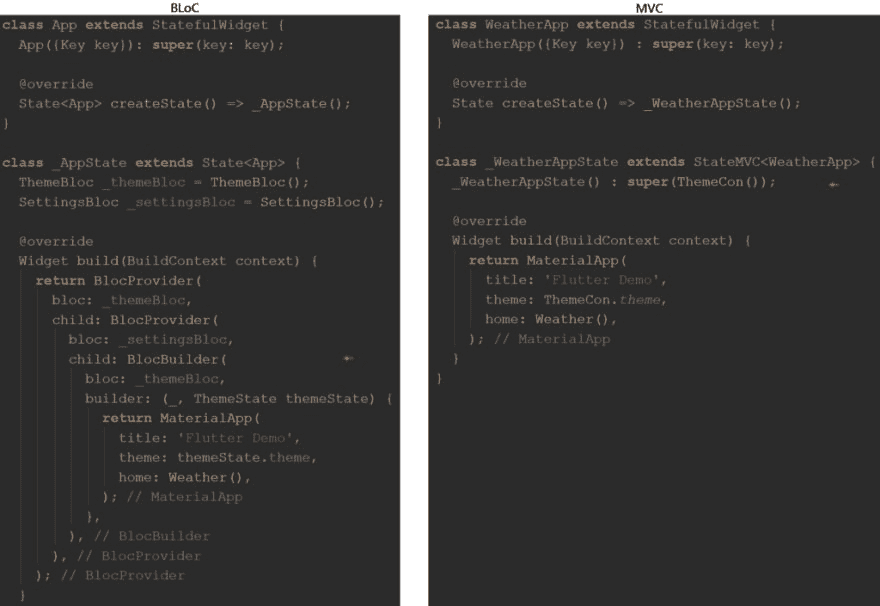 BLoC
class App extends StatefulWidget {
  App({Key key}): super(key: key);

  @override
  State<App> createState() => _AppState();
}

class _AppState extends State<App> {
  ThemeBloc _themeBloc = ThemeBloc();
  SettingsBloc _settingsBloc = SettingsBloc();

  @override
  Widget build(BuildContext context) {
    return BlocProvider(
      bloc: _themeBloc,
      child: BlocProvider(
        bloc: _settingsBloc,
        child: BlocBuilder(
          bloc: _themeBloc,
          builder: (_, ThemeState themeState) {
            return MaterialApp(
              title: 'Flutter Demo',
              theme: themeState.theme,
              home: Weather(),
            ); // MaterialApp
          },
        ), // BlocBuilder
      ), // BlocProvider
    ); // BlocProvider
  }
MVC
class WeatherApp extends StatefulWidget {
  WeatherApp({Key key}) : super(key: key);

  @override
  State createState() => _WeatherAppState();
}

class _WeatherAppState extends StateMVC<WeatherApp> {
  _WeatherAppState() : super(ThemeCon());

  @override
  Widget build(BuildContext context) {
    return MaterialApp(
      title: 'Flutter Demo',
      theme: ThemeCon.theme,
      home: Weather(),
    ); // MaterialApp
  }
}